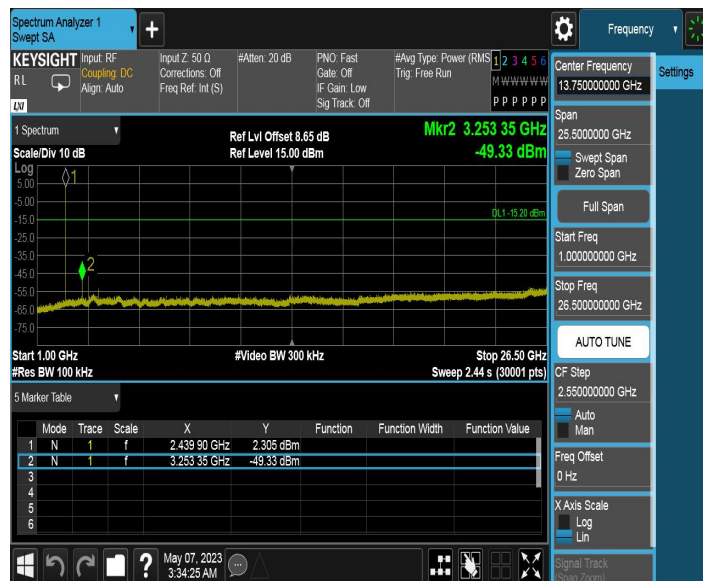 Spectrum Analyzer 1
Swept SA
+
Frequency
KEYSIGHT
RL
LXI
Input: RF
Coupling: DC
Align: Auto
Input Z: 50 Ω
Corrections: Off
Freq Ref: Int (S)
#Atten: 20 dB
PNO: Fast
Gate: Off
IF Gain: Low
Sig Track: Off
#Avg Type: Power (RMS
Trig: Free Run
1 2 3 4 5 6
M W W W W W
P P P P P P
1 Spectrum
Scale/Div 10 dB
Ref Lvl Offset 8.65 dB
Ref Level 15.00 dBm
Mkr2 3.253 35 GHz
-49.33 dBm
Log
5.00
-5.00
-15.0
-25.0
-35.0
-45.0
-55.0
-65.0
-75.0
1
2
DL1 -15.20 dBm
Start 1.00 GHz
#Res BW 100 kHz
#Video BW 300 kHz
Stop 26.50 GHz
Sweep 2.44 s (30001 pts)
5 Marker Table
Mode Trace Scale X Y Function Function Width Function Value
1 N 1 f 2.439 90 GHz 2.305 dBm
2 N 1 f 3.253 35 GHz -49.33 dBm
3
4
5
6
Center Frequency
13.750000000 GHz
Span
25.5000000 GHz
Swept Span
Zero Span
Full Span
Start Freq
1.000000000 GHz
Stop Freq
26.500000000 GHz
AUTO TUNE
CF Step
2.550000000 GHz
Auto
Man
Freq Offset
0 Hz
X Axis Scale
Log
Lin
Signal Track
(Span Zoom)
Settings
?
May 07, 2023
3:34:25 AM